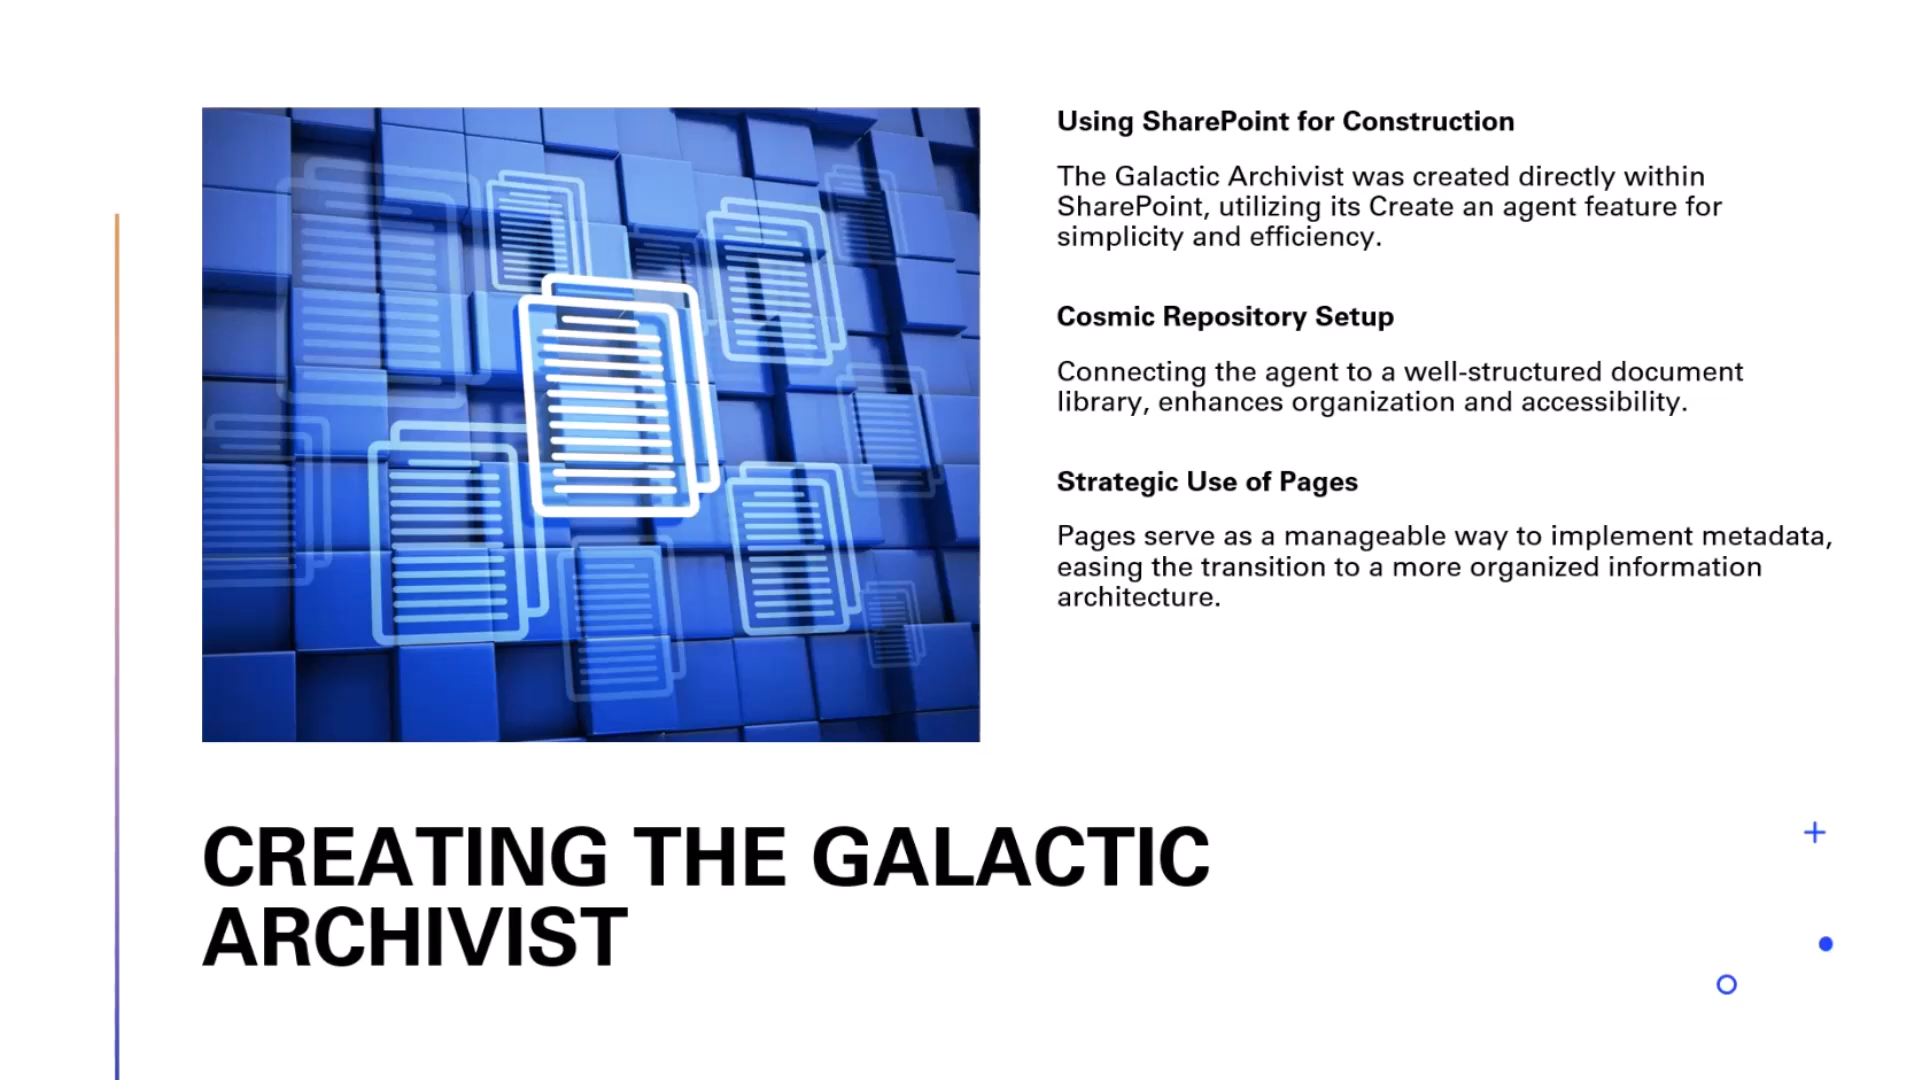 Using SharePoint for Construction
The Galactic Archivist was created directly within
SharePoint, utilizing its Create an agent feature for
simplicity and efficiency.
Cosmic Repository Setup
Connecting the agent to a well-structured document
library, enhances organization and accessibility.
Strategic Use of Pages
Pages serve as a manageable way to implement metadata,
easing the transition to a more organized information
architecture.
CREATING THE GALACTIC
ARCHIVIST